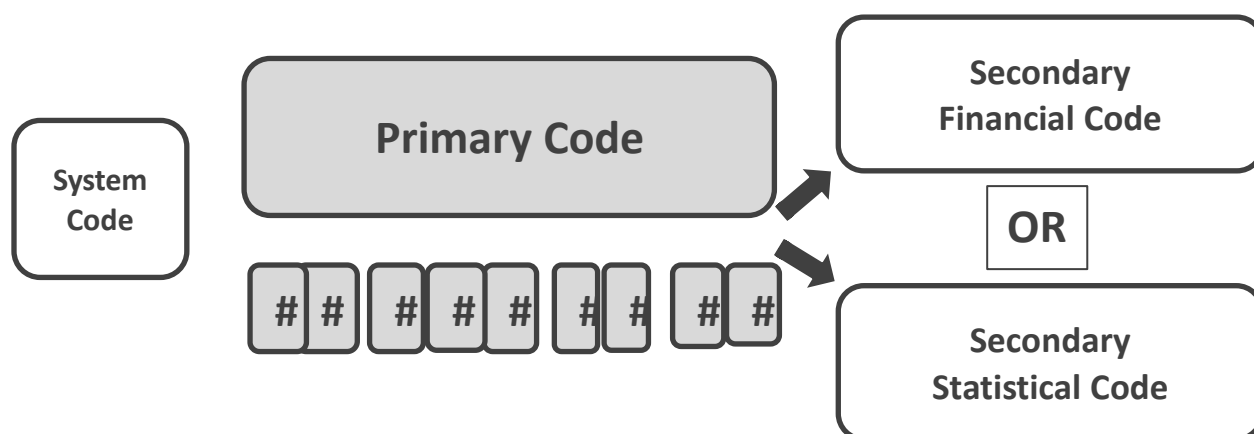 System
Code
Primary Code
# # # # # # # # #
Secondary
Financial Code
OR
Secondary
Statistical Code